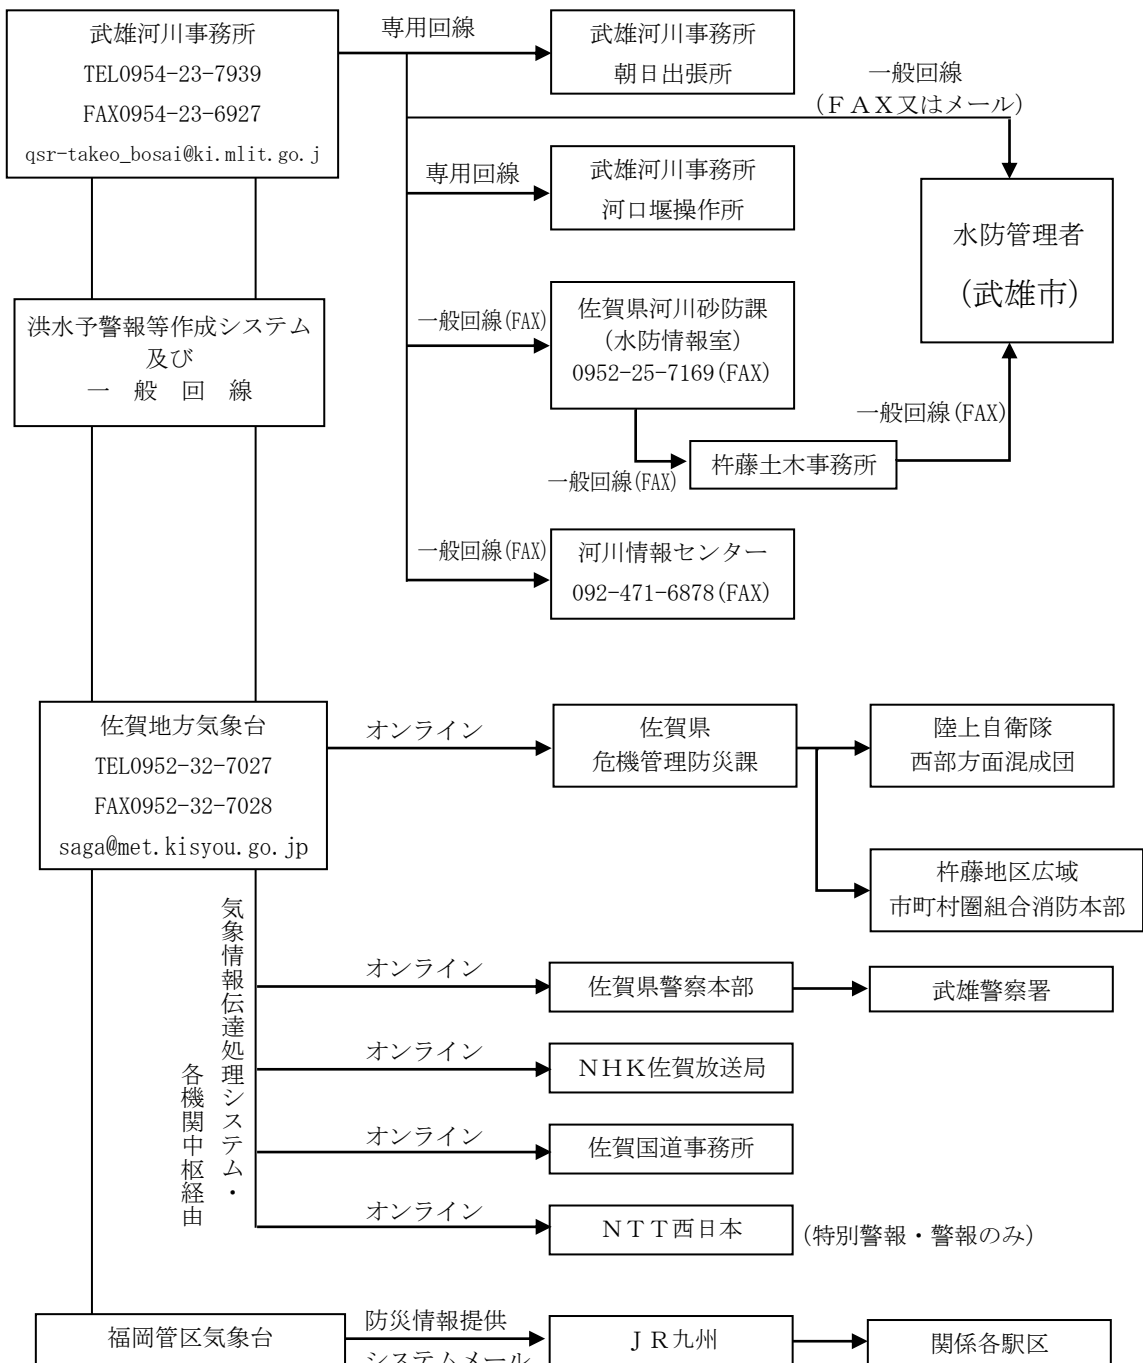 武雄河川事務所
TEL0954-23-7939
FAX0954-23-6927
qsr-takeo_bosai@ki.mlit.go.j
専用回線
武雄河川事務所
朝日出張所
一般回線
(ＦＡＸ又はメール)
専用回線
武雄河川事務所
河口堰操作所
水防管理者
(武雄市)
洪水予警報等作成システム
及び
一 般 回 線
一般回線(FAX)
佐賀県河川砂防課
(水防情報室)
0952-25-7169(FAX)
一般回線(FAX)
杵藤土木事務所
一般回線(FAX)
一般回線(FAX)
河川情報センター
092-471-6878(FAX)
佐賀地方気象台
TEL0952-32-7027
FAX0952-32-7028
saga@met.kisyou.go.jp
オンライン
佐賀県
危機管理防災課
陸上自衛隊
西部方面混成団
杵藤地区広域
市町村圏組合消防本部
気象情報伝達処理システム・
各機関中枢経由
オンライン
佐賀県警察本部
武雄警察署
オンライン
ＮＨＫ佐賀放送局
オンライン
佐賀国道事務所
オンライン
ＮＴＴ西日本
(特別警報・警報のみ)
福岡管区気象台
防災情報提供
システムメール
ＪＲ九州
関係各駅区